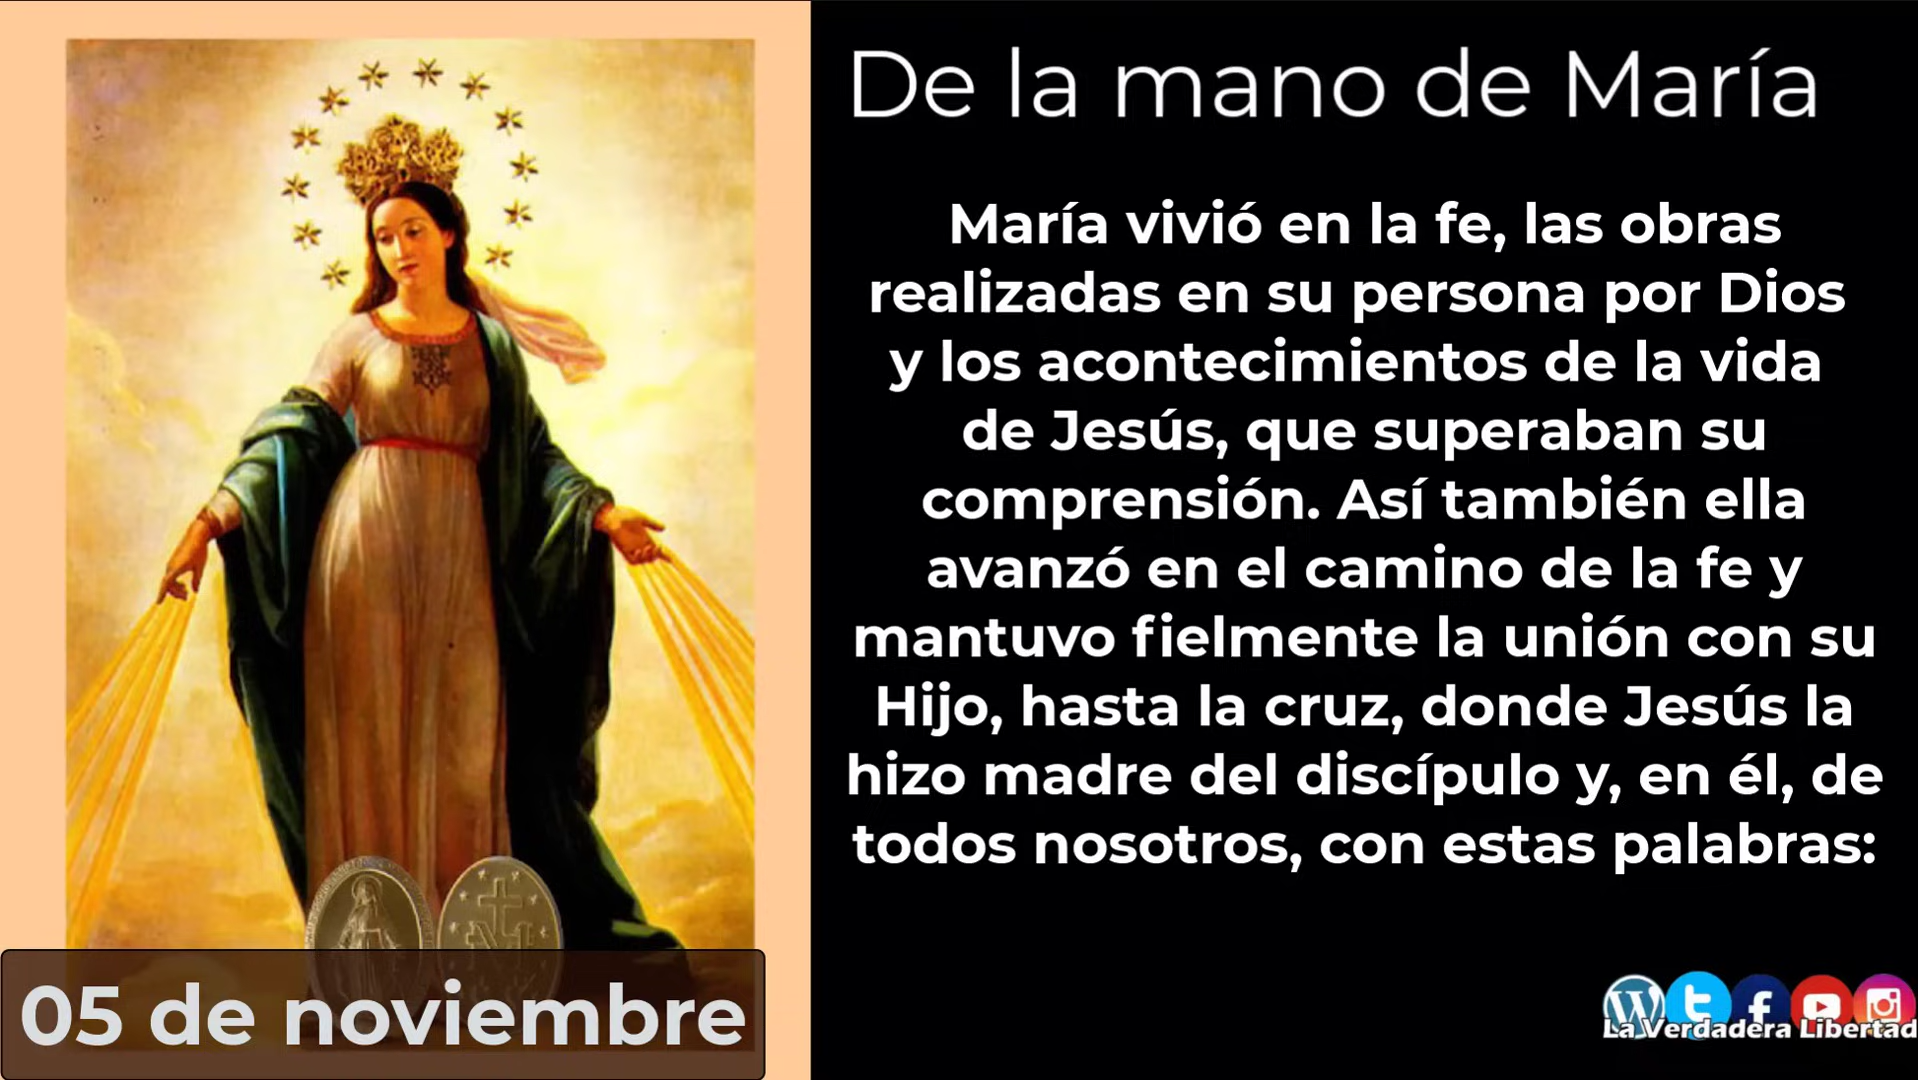 De la mano de María
María vivió en la fe, las obras
realizadas en su persona por Dios
y los acontecimientos de la vida
de Jesús, que superaban su
comprensión. Así también ella
avanzó en el camino de la fe y
mantuvo fielmente la unión con su
Hijo, hasta la cruz, donde Jesús la
hizo madre del discípulo y, en él, de
todos nosotros, con estas palabras:
05 de noviembre
La Verdadera Libertad